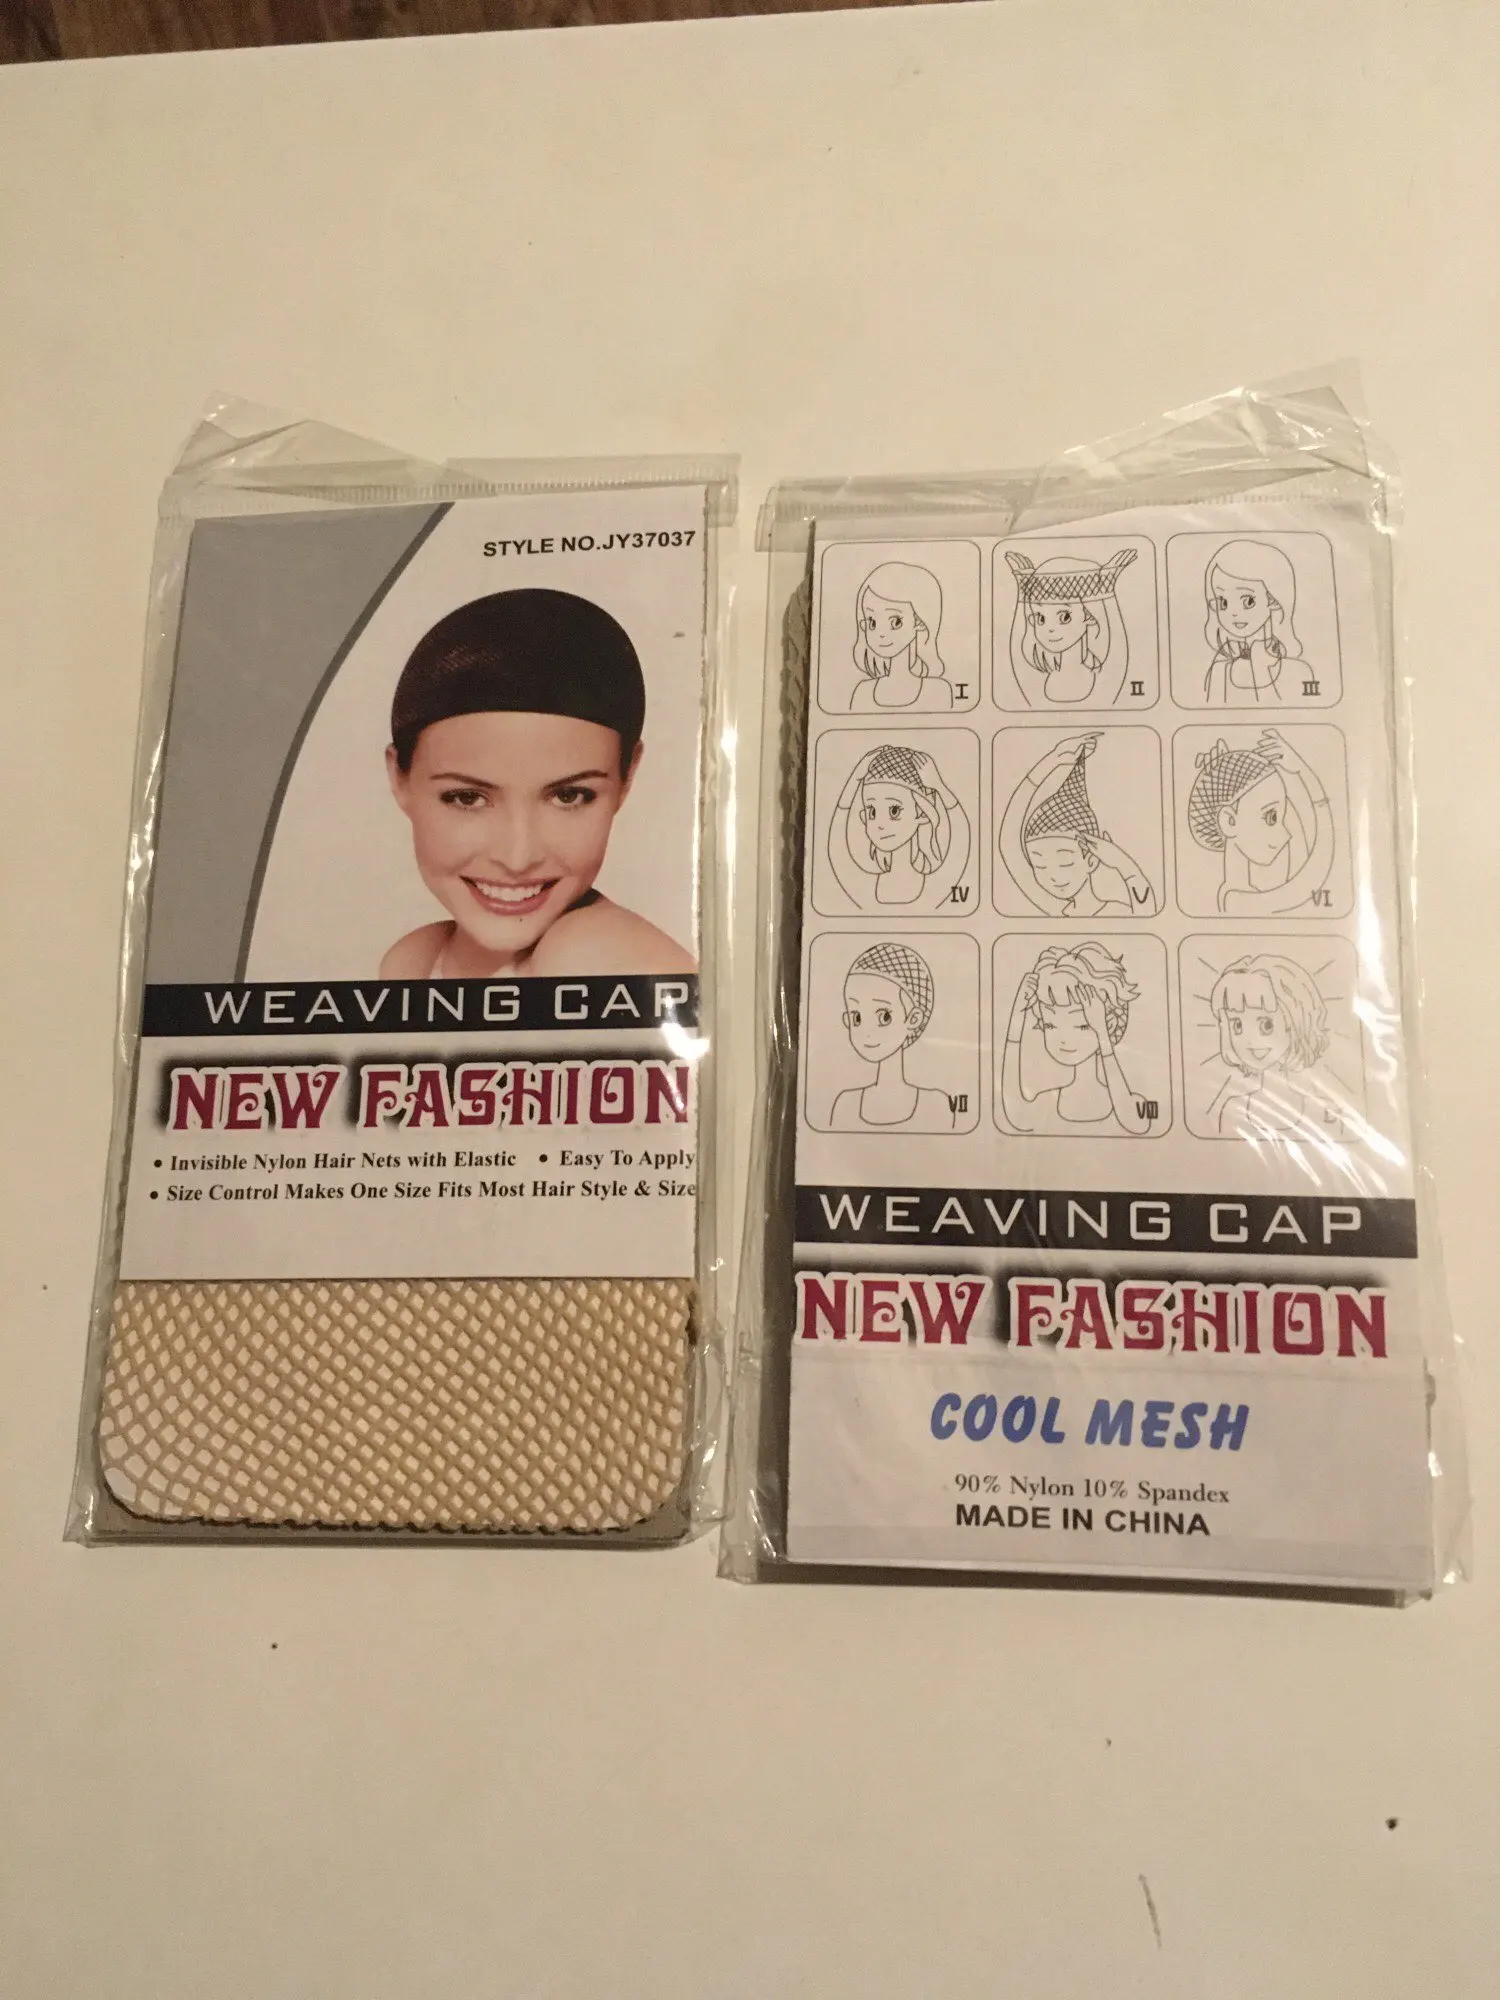 STYLE NO.JY37037
WEAVING CAP
NEW FASHION
• Invisible Nylon Hair Nets with Elastic • Easy To Apply
• Size Control Makes One Size Fits Most Hair Style & Size
I
II
III
IV
V
VI
VII
VIII
WEAVING CAP
NEW FASHION
COOL MESH
90% Nylon 10% Spandex
MADE IN CHINA